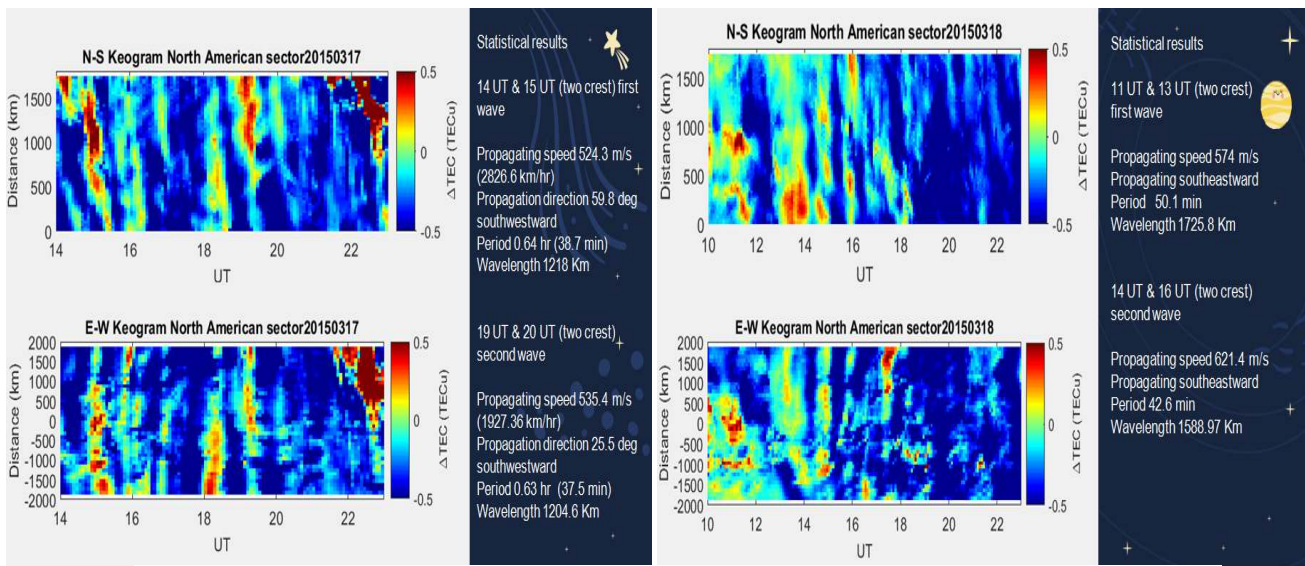 N-S Keogram North American sector20150317
Distance (km)
1500
1000
500
0
14
16
18
20
22
UT
0.5
0
-0.5
ΔTEC (TECu)
E-W Keogram North American sector20150317
Distance (km)
2000
1500
1000
500
0
-500
-1000
-1500
-2000
14
16
18
20
22
UT
0.5
0
-0.5
ΔTEC (TECu)
Statistical results
14 UT & 15 UT (two crest) first
wave
Propagating speed 524.3 m/s
(2826.6 km/hr)
Propagation direction 59.8 deg
southwestward
Period 0.64 hr (38.7 min)
Wavelength 1218 Km
19 UT & 20 UT (two crest)
second wave
Propagating speed 535.4 m/s
(1927.36 km/hr)
Propagation direction 25.5 deg
southwestward
Period 0.63 hr (37.5 min)
Wavelength 1204.6 Km
N-S Keogram North American sector20150318
Distance (km)
1500
1000
500
0
10
12
14
16
18
20
22
UT
0.5
0
-0.5
ΔTEC (TECu)
E-W Keogram North American sector20150318
Distance (km)
2000
1500
1000
500
0
-500
-1000
-1500
-2000
10
12
14
16
18
20
22
UT
0.5
0
-0.5
ΔTEC (TECu)
Statistical results
11 UT & 13 UT (two crest)
first wave
Propagating speed 574 m/s
Propagating southeastward
Period 50.1 min
Wavelength 1725.8 Km
14 UT & 16 UT (two crest)
second wave
Propagating speed 621.4 m/s
Propagating southeastward
Period 42.6 min
Wavelength 1588.97 Km